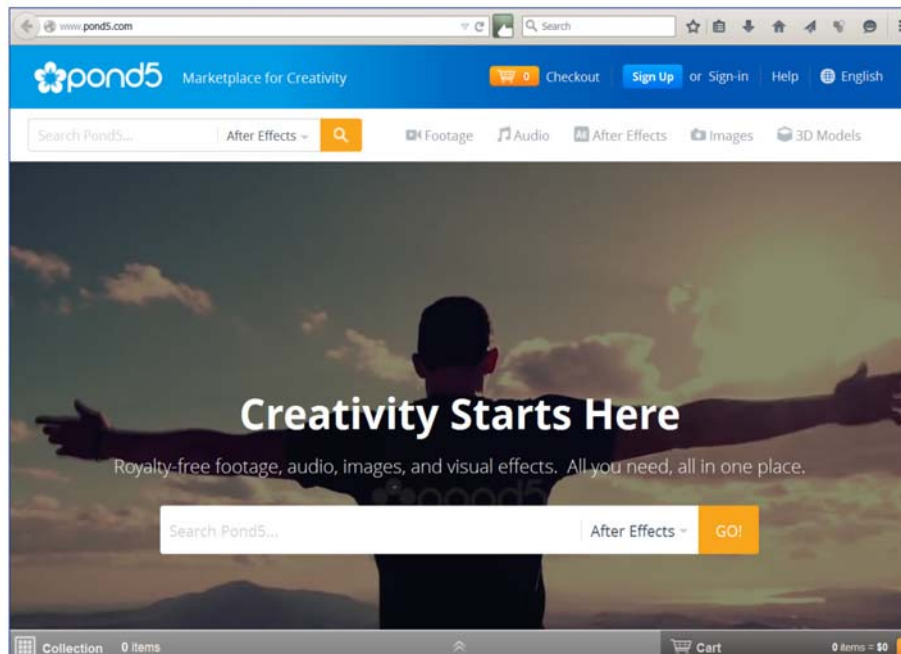 www.pond5.com
Search
pond5 Marketplace for Creativity 0 Checkout Sign Up or Sign-in Help English
Search Pond5... After Effects Footage Audio Ae After Effects Images 3D Models
Creativity Starts Here
Royalty-free footage, audio, images, and visual effects. All you need, all in one place.
pond5
Search Pond5... After Effects GO!
Collection 0 items Cart 0 items = $0